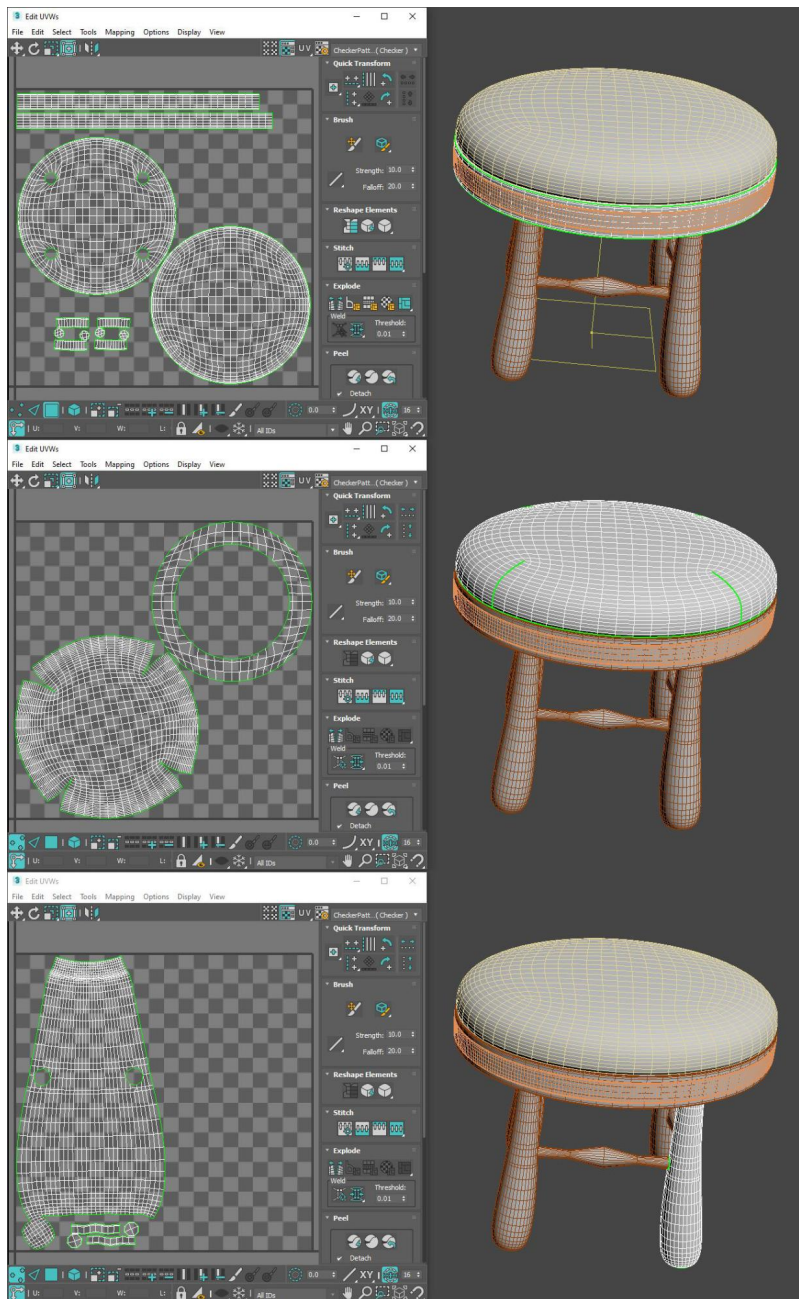 3 Edit UVWs
File Edit Select Tools Mapping Options Display View
UV CheckerPatt.. ( Checker )
Quick Transform
Brush
Strength: 10.0
Falloff: 20.0
Reshape Elements
Stitch
Explode
Weld
Threshold:
0.01
Peel
Detach
0.0 XY 16
U: V: W: L: All IDs
3 Edit UVWs
File Edit Select Tools Mapping Options Display View
UV CheckerPatt.. ( Checker )
Quick Transform
Brush
Strength: 10.0
Falloff: 20.0
Reshape Elements
Stitch
Explode
Weld
Threshold:
0.01
Peel
Detach
0.0 XY 16
U: V: W: L: All IDs
3 Edit UVWs
File Edit Select Tools Mapping Options Display View
UV CheckerPatt.. ( Checker )
Quick Transform
Brush
Strength: 10.0
Falloff: 20.0
Reshape Elements
Stitch
Explode
Weld
Threshold:
0.01
Peel
Detach
0.0 XY 16
U: V: W: L: All IDs